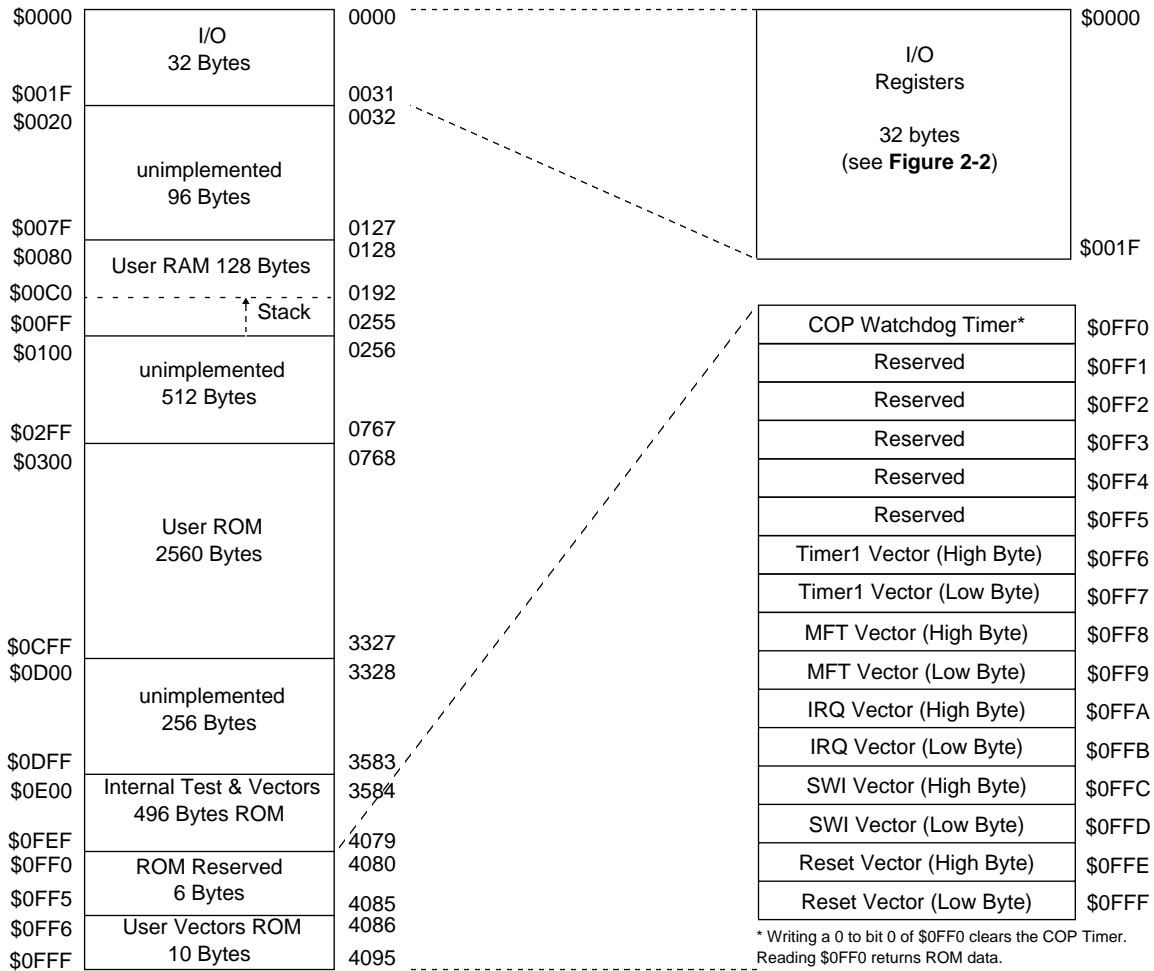 $0000
I/O
32 Bytes
0000
$001F
0031
$0020
0032
unimplemented
96 Bytes
$007F
0127
$0080
0128
User RAM 128 Bytes
$00C0
0192
Stack
$00FF
0255
$0100
0256
unimplemented
512 Bytes
$02FF
0767
$0300
0768
User ROM
2560 Bytes
$0CFF
3327
$0D00
3328
unimplemented
256 Bytes
$0DFF
3583
$0E00
3584
Internal Test & Vectors
496 Bytes ROM
$0FEF
4079
$0FF0
4080
ROM Reserved
6 Bytes
$0FF5
4085
$0FF6
4086
User Vectors ROM
10 Bytes
$0FFF
4095
$0000
I/O
Registers
32 bytes
(see Figure 2-2)
$001F
COP Watchdog Timer* $0FF0
Reserved $0FF1
Reserved $0FF2
Reserved $0FF3
Reserved $0FF4
Reserved $0FF5
Timer1 Vector (High Byte) $0FF6
Timer1 Vector (Low Byte) $0FF7
MFT Vector (High Byte) $0FF8
MFT Vector (Low Byte) $0FF9
IRQ Vector (High Byte) $0FFA
IRQ Vector (Low Byte) $0FFB
SWI Vector (High Byte) $0FFC
SWI Vector (Low Byte) $0FFD
Reset Vector (High Byte) $0FFE
Reset Vector (Low Byte) $0FFF
* Writing a 0 to bit 0 of $0FF0 clears the COP Timer.
Reading $0FF0 returns ROM data.